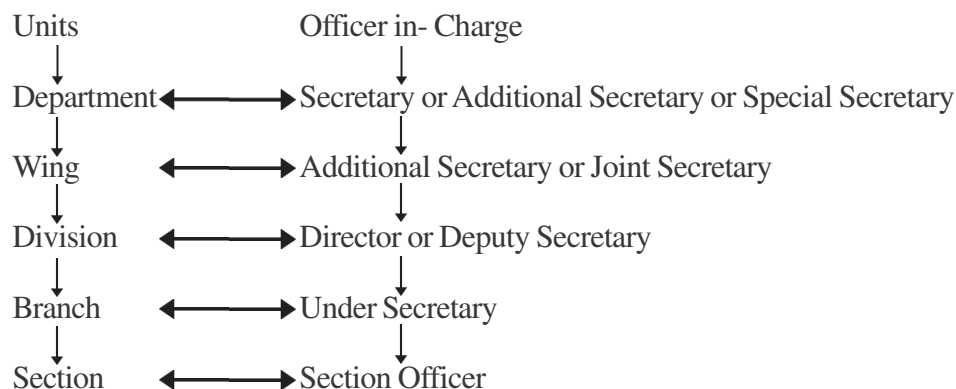 Units Officer in- Charge
Department Secretary or Additional Secretary or Special Secretary
Wing Additional Secretary or Joint Secretary
Division Director or Deputy Secretary
Branch Under Secretary
Section Section Officer